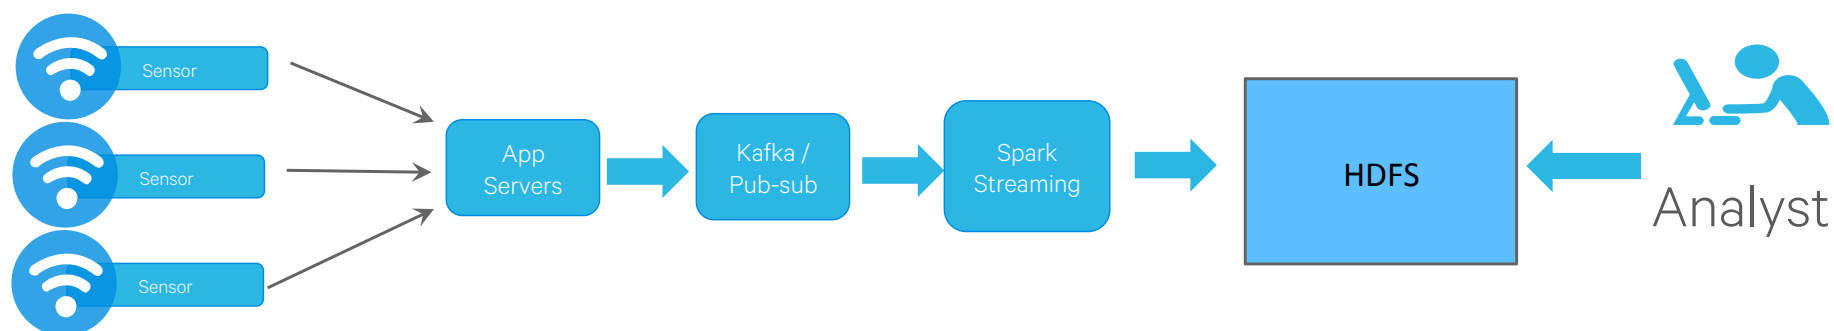 Sensor
Sensor
Sensor
App
Servers
Kafka /
Pub-sub
Spark
Streaming
HDFS
Analyst